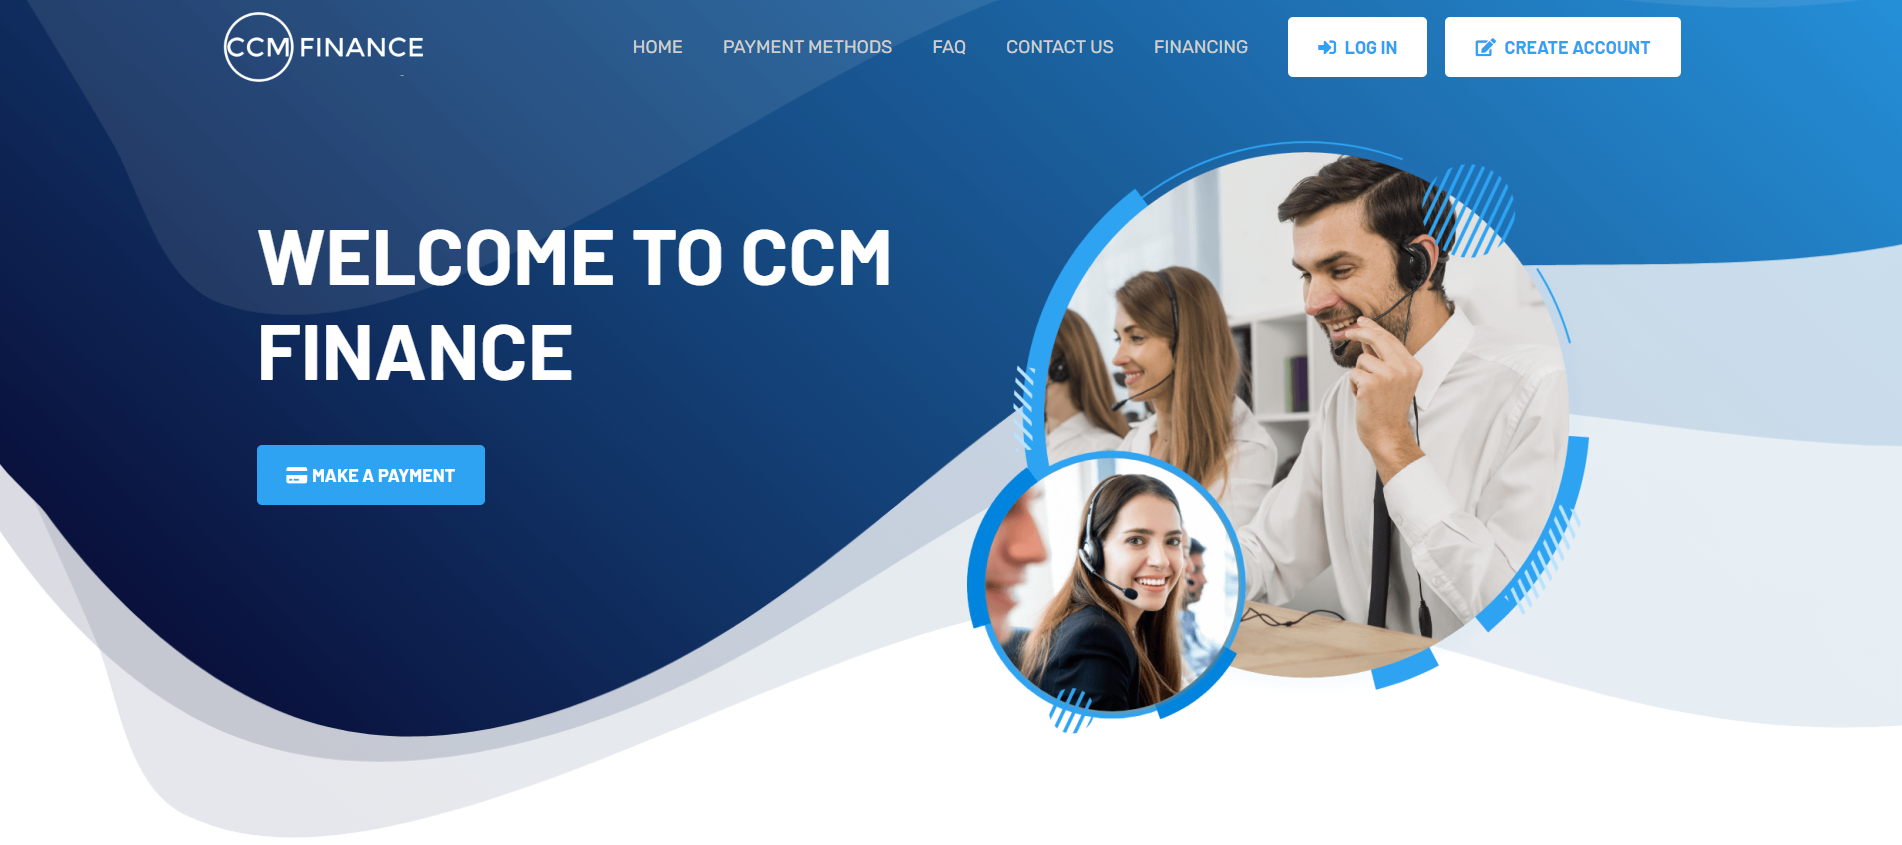 CCM FINANCE
HOME
PAYMENT METHODS
FAQ
CONTACT US
FINANCING
LOG IN
CREATE ACCOUNT
WELCOME TO CCM
FINANCE
MAKE A PAYMENT